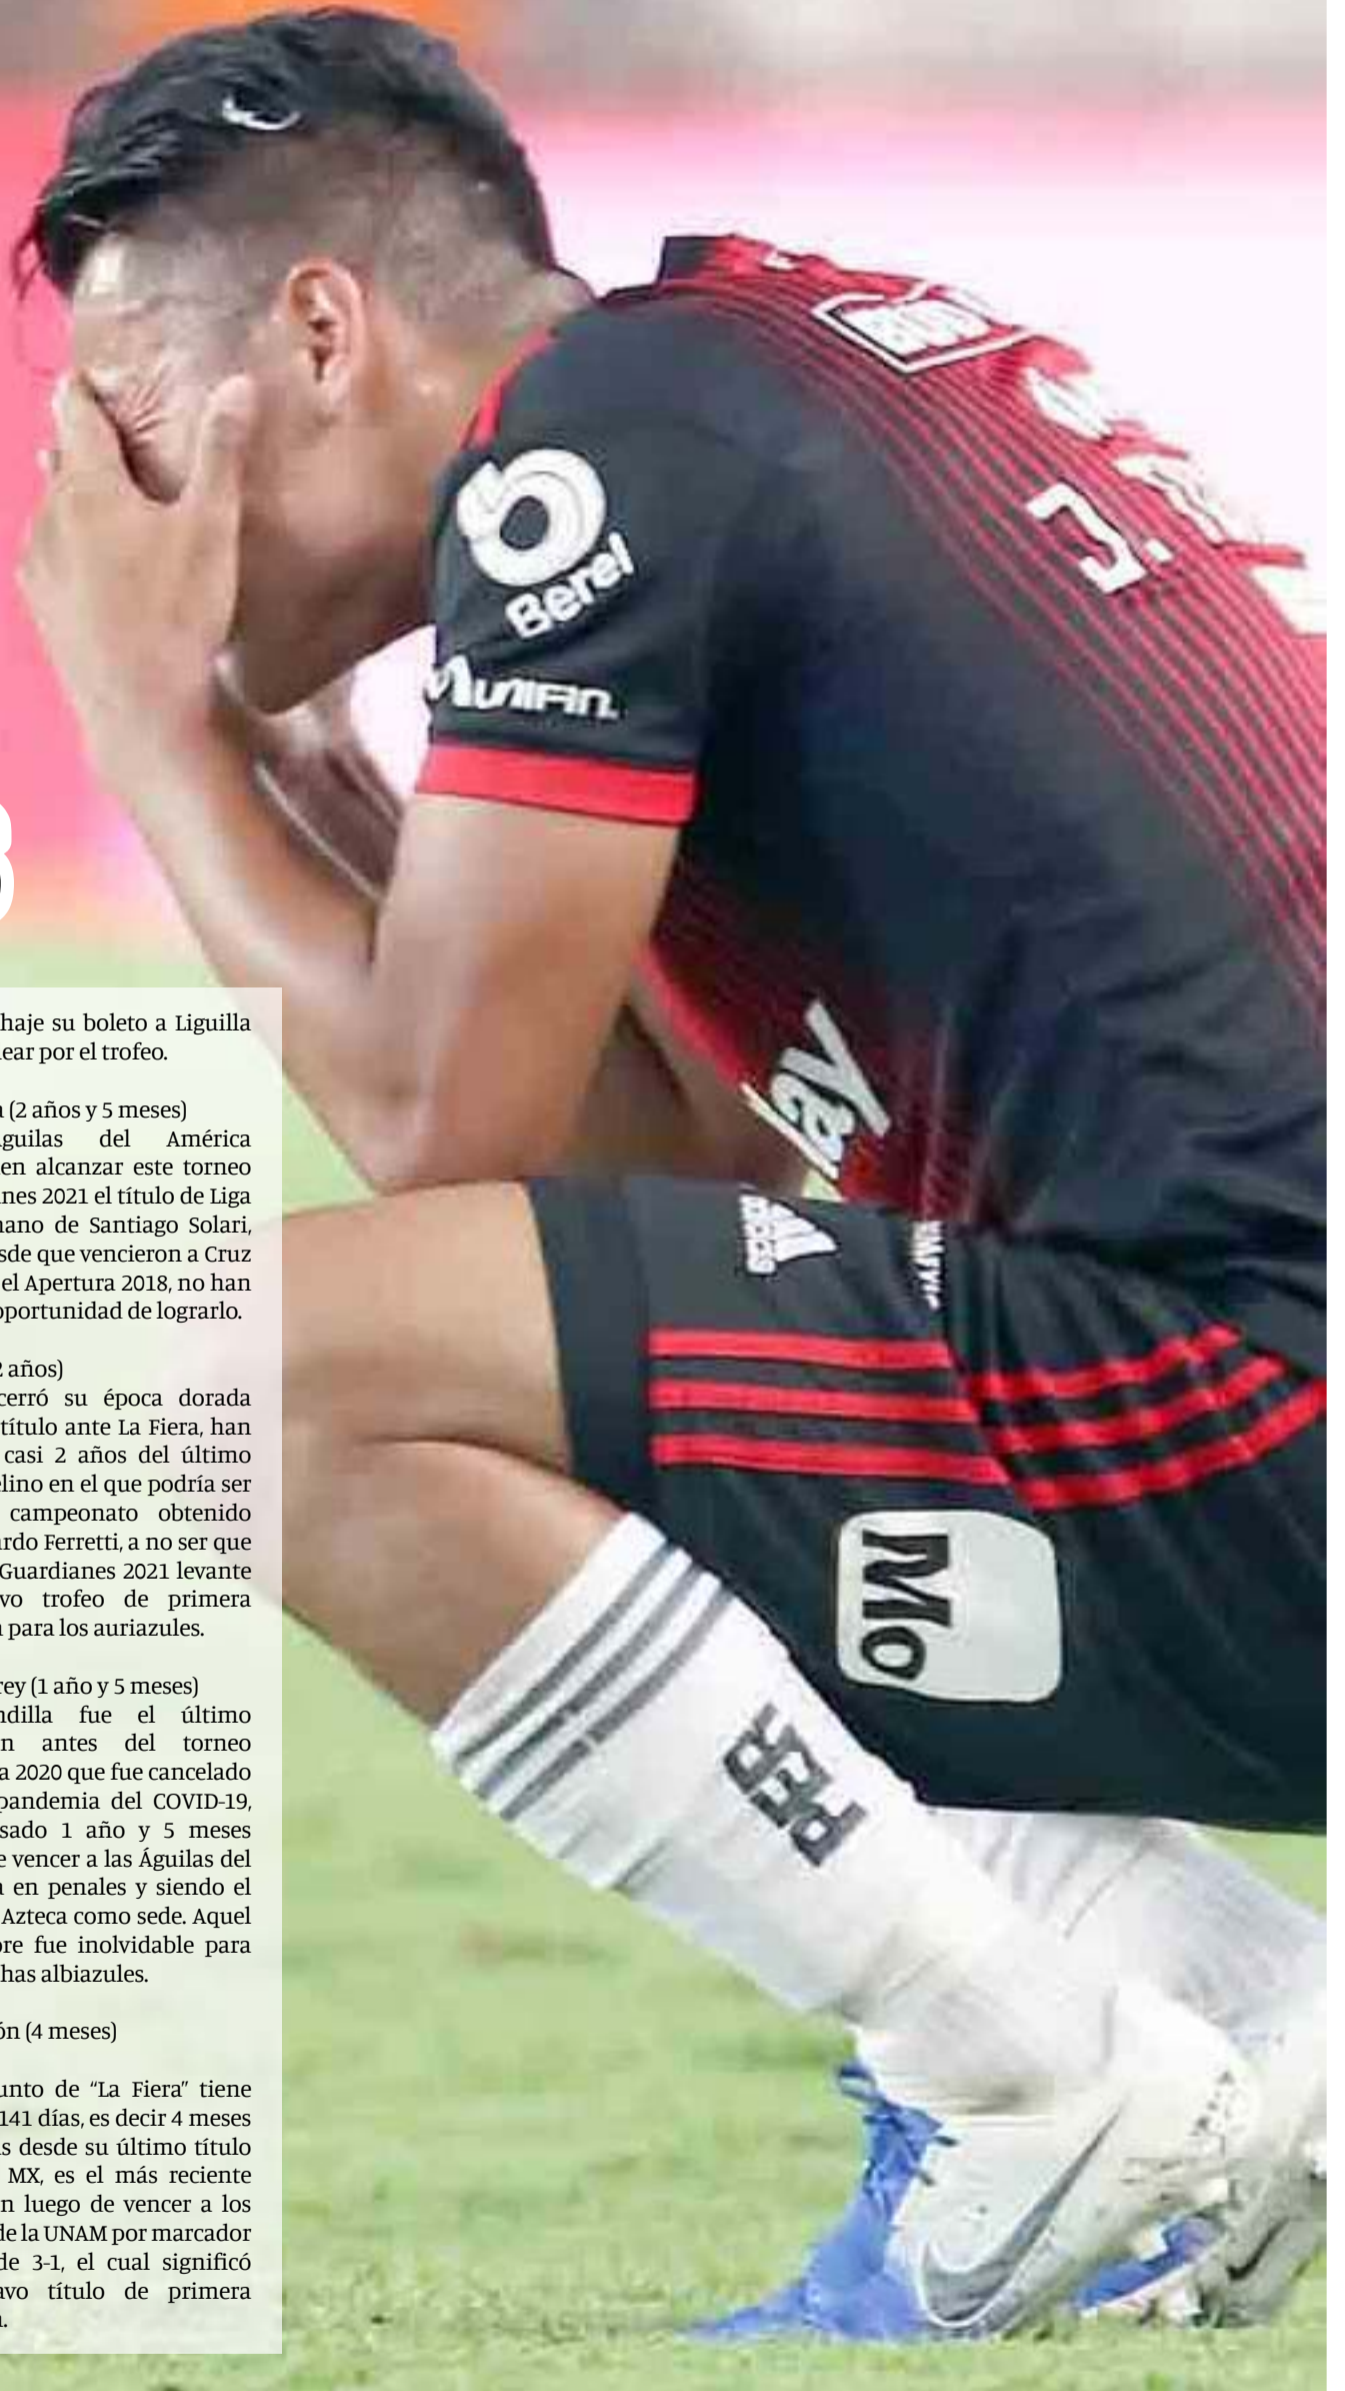 haje su boleto a Liguilla
ear por el trofeo.
(2 años y 5 meses)
guilas del América
en alcanzar este torneo
nes 2021 el título de Liga
nano de Santiago Solari,
sde que vencieron a Cruz
el Apertura 2018, no han
oportunidad de lograrlo.
2 años)
cerró su época dorada
título ante La Fiera, han
casi 2 años del último
lino en el que podría ser
campeonato obtenido
rdo Ferretti, a no ser que
Guardianes 2021 levante
vo trofeo de primera
para los auriazules.
rey (1 año y 5 meses)
ndilla fue el último
n antes del torneo
a 2020 que fue cancelado
pandemia del COVID-19,
sado 1 año y 5 meses
e vencer a las Águilas del
en penales y siendo el
Azteca como sede. Aquel
re fue inolvidable para
has albiazules.
ón (4 meses)
unto de “La Fiera” tiene
141 días, es decir 4 meses
s desde su último título
MX, es el más reciente
n luego de vencer a los
de la UNAM por marcador
de 3-1, el cual significó
avo título de primera
Berel
Munifin.
J.
ay
adidas
Mo